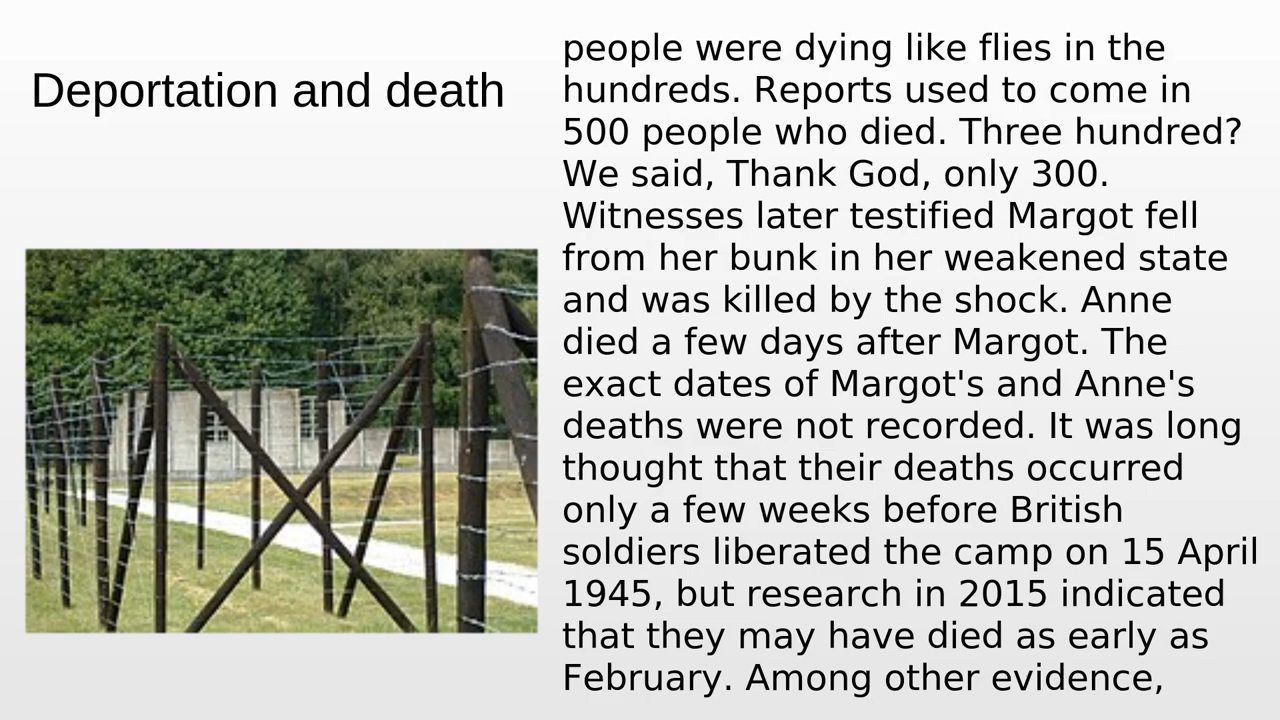 Deportation and death
people were dying like flies in the
hundreds. Reports used to come in
500 people who died. Three hundred?
We said, Thank God, only 300.
Witnesses later testified Margot fell
from her bunk in her weakened state
and was killed by the shock. Anne
died a few days after Margot. The
exact dates of Margot's and Anne's
deaths were not recorded. It was long
thought that their deaths occurred
only a few weeks before British
soldiers liberated the camp on 15 April
1945, but research in 2015 indicated
that they may have died as early as
February. Among other evidence,